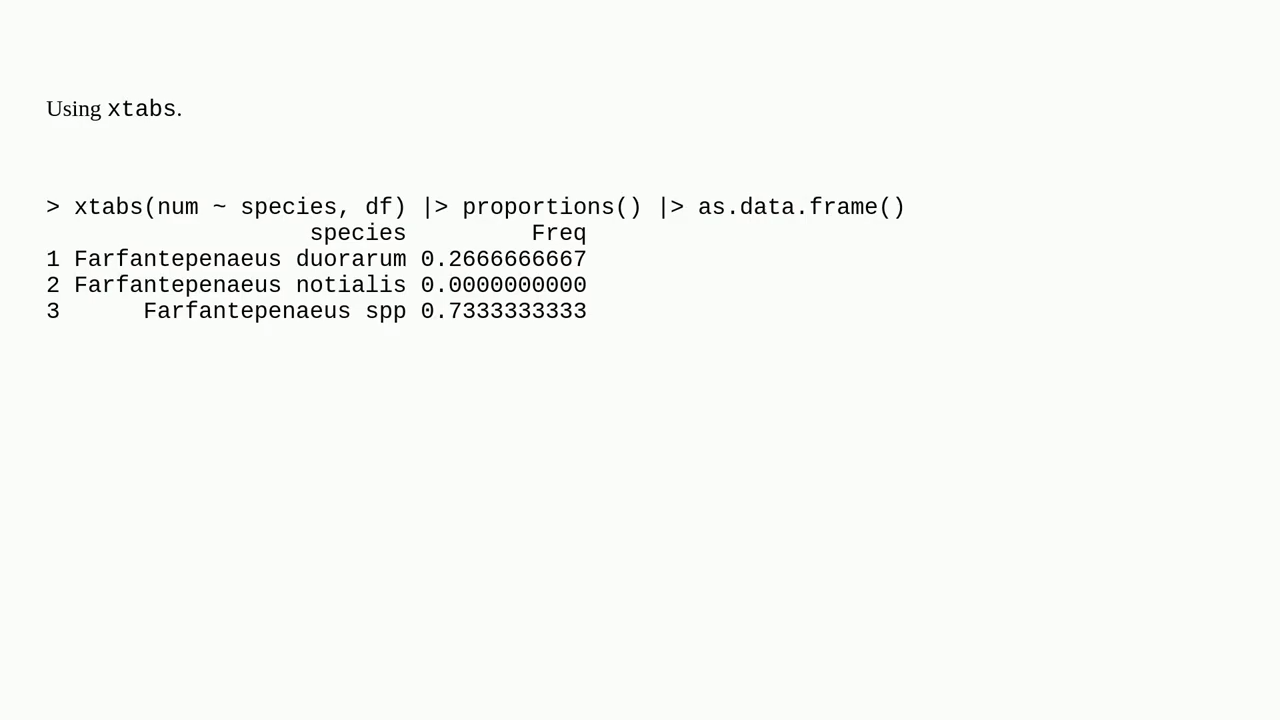 Using xtabs.
> xtabs(num ~ species, df) |> proportions() |> as.data.frame()
                   species         Freq
1 Farfantepenaeus duorarum 0.2666666667
2 Farfantepenaeus notialis 0.0000000000
3      Farfantepenaeus spp 0.7333333333